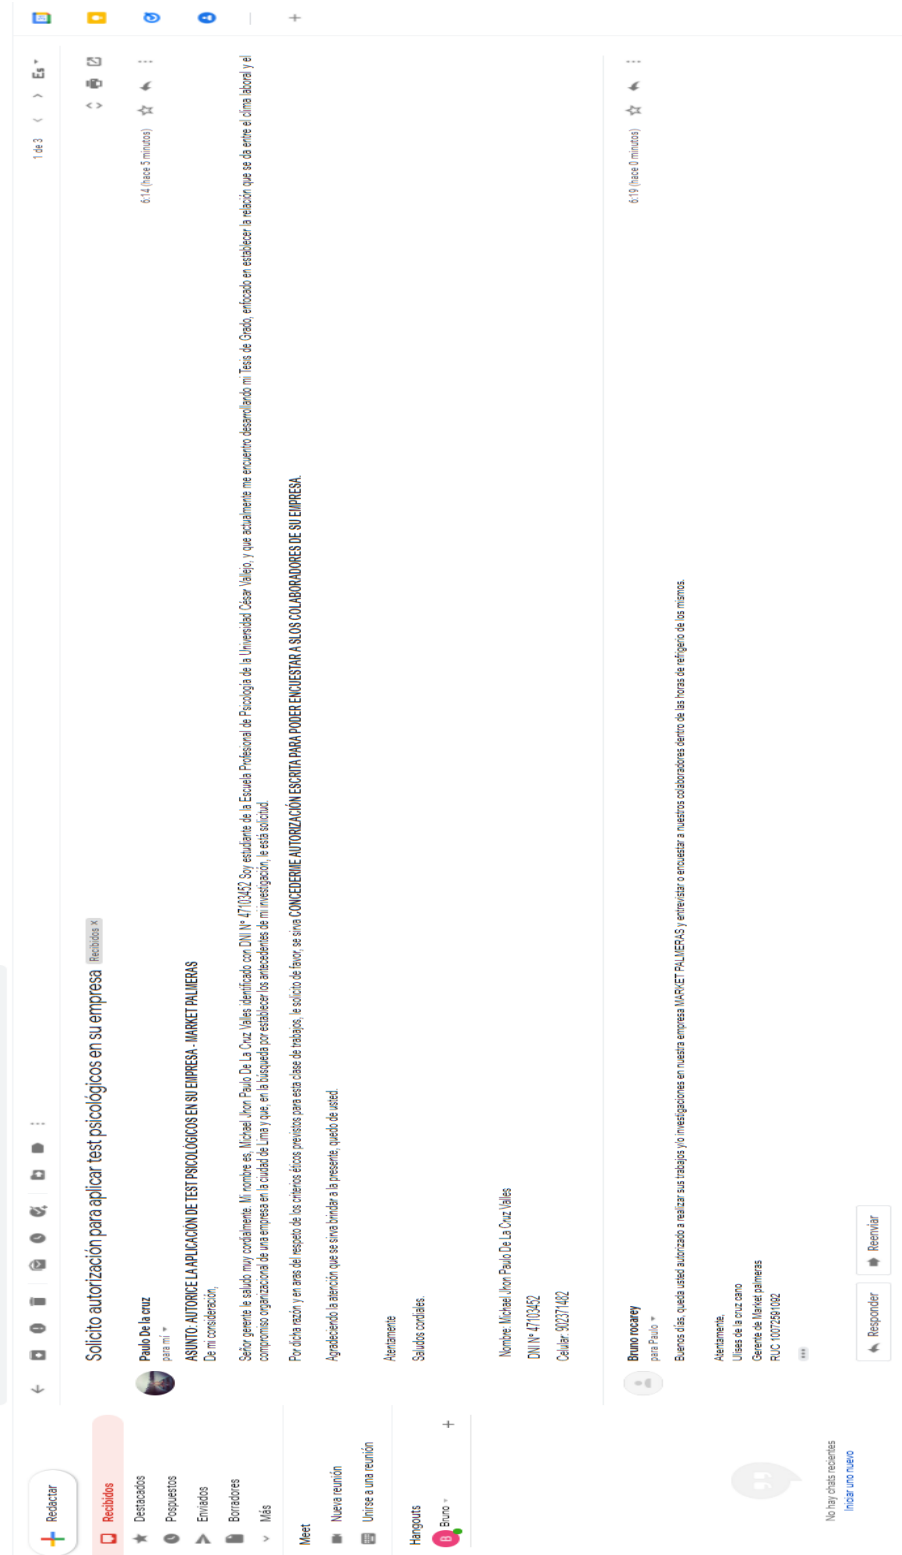 Redactar
Recibidos
Destacados
Pospuestos
Enviados
Borradores
Más
Meet
Nueva reunión
Unirse a una reunión
Hangouts
Bruno
No hay chats recientes
Iniciar uno nuevo
1 de 3
Es
Solicito autorización para aplicar test psicológicos en su empresa Recibidos x
Paulo De la cruz
6:14 (hace 5 minutos)
para mí
ASUNTO: AUTORICE LA APLICACIÓN DE TEST PSICOLÓGICOS EN SU EMPRESA - MARKET PALMERAS
De mi consideración,
Señor gerente le saludo muy cordialmente. Mi nombre es, Michael Jhon Paulo De La Cruz Valles identificado con DNI Nº 47103452 Soy estudiante de la Escuela Profesional de Psicología de la Universidad César Vallejo, y que actualmente me encuentro desarrollando mi Tesis de Grado, enfocado en establecer la relación que se da entre el clima laboral y el
compromiso organizacional de una empresa en la ciudad de Lima y que, en la búsqueda por establecer los antecedentes de mi investigación, le está solicitud.
Por dicha razón y en aras del respeto de los criterios éticos previstos para esta clase de trabajos, le solicito de favor, se sirva CONCEDERME AUTORIZACIÓN ESCRITA PARA PODER ENCUESTAR A SLOS COLABORADORES DE SU EMPRESA.
Agradeciendo la atención que se sirva brindar a la presente, quedo de usted.
Atentamente
Saludos cordiales.
Nombre: Michael Jhon Paulo De La Cruz Valles
DNI Nº 47103452
Celular: 902371482
Bruno rocarey
6:19 (hace 0 minutos)
para Paulo
Buenos días, queda usted autorizado a realizar sus trabajos y/o investigaciones en nuestra empresa MARKET PALMERAS y entrevistar o encuestar a nuestros colaboradores dentro de las horas de refrigerio de los mismos.
Atentamente,
Ulises de la cruz cano
Gerente de Market palmeras
RUC 10072591092
Responder
Reenviar